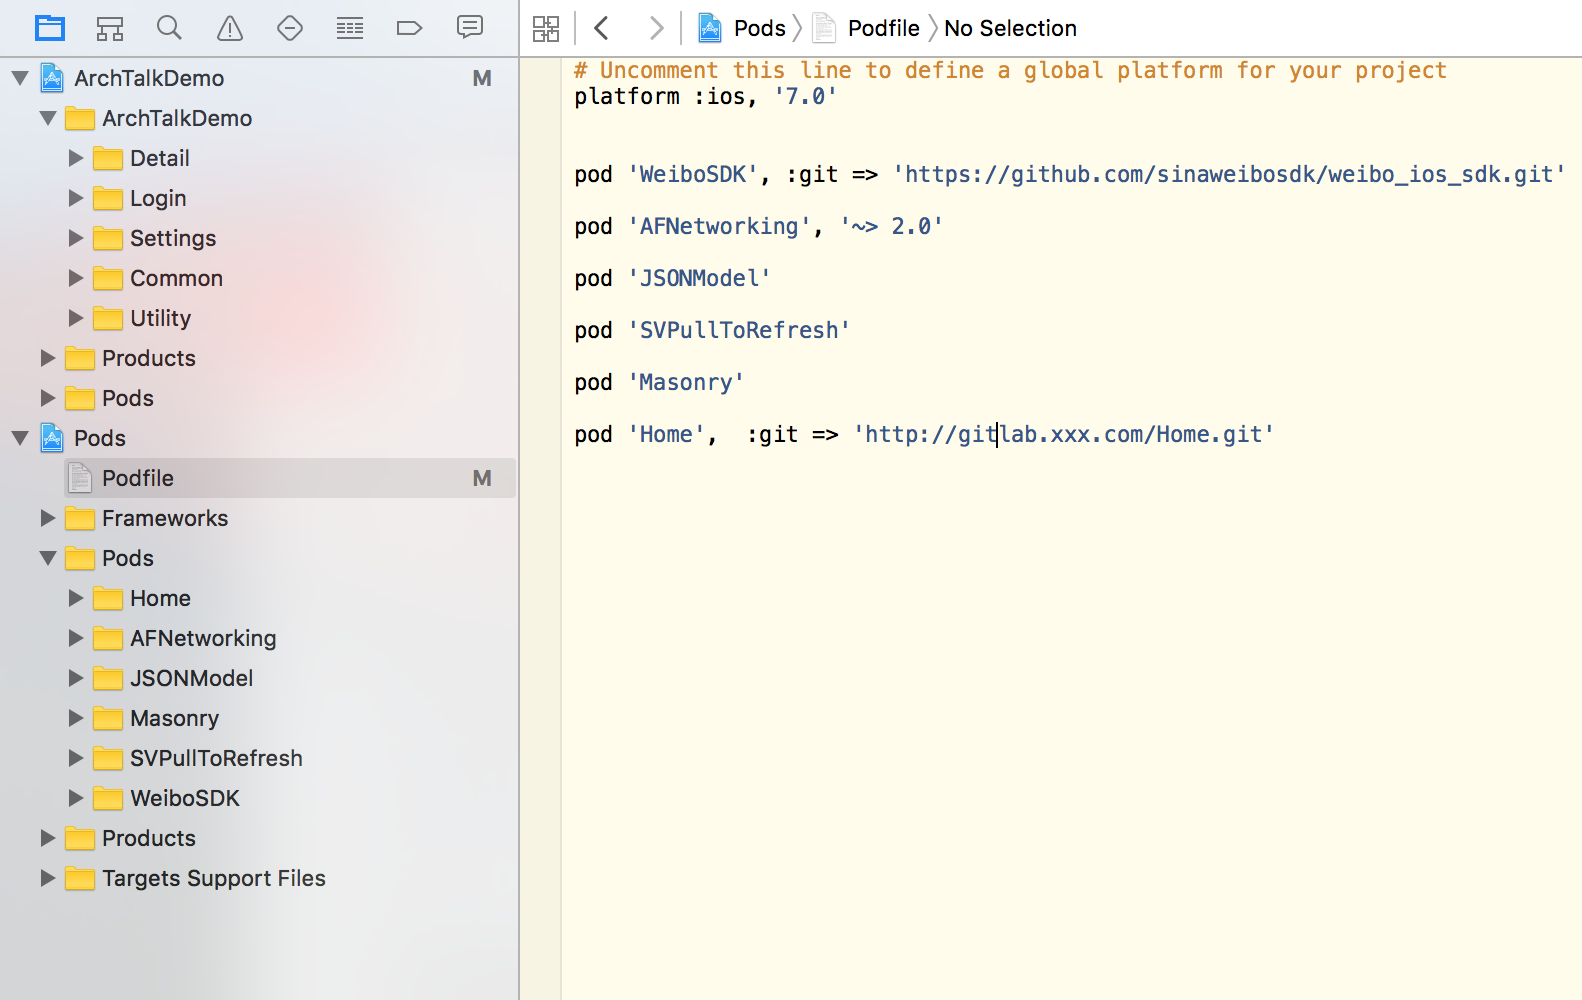 Pods Podfile No Selection
ArchTalkDemo M
ArchTalkDemo
Detail
Login
Settings
Common
Utility
Products
Pods
Pods
Podfile M
Frameworks
Pods
Home
AFNetworking
JSONModel
Masonry
SVPullToRefresh
WeiboSDK
Products
Targets Support Files
# Uncomment this line to define a global platform for your project
platform :ios, '7.0'
pod 'WeiboSDK', :git => 'https://github.com/sinaweibosdk/weibo_ios_sdk.git'
pod 'AFNetworking', '~> 2.0'
pod 'JSONModel'
pod 'SVPullToRefresh'
pod 'Masonry'
pod 'Home',  :git => 'http://gitlab.xxx.com/Home.git'